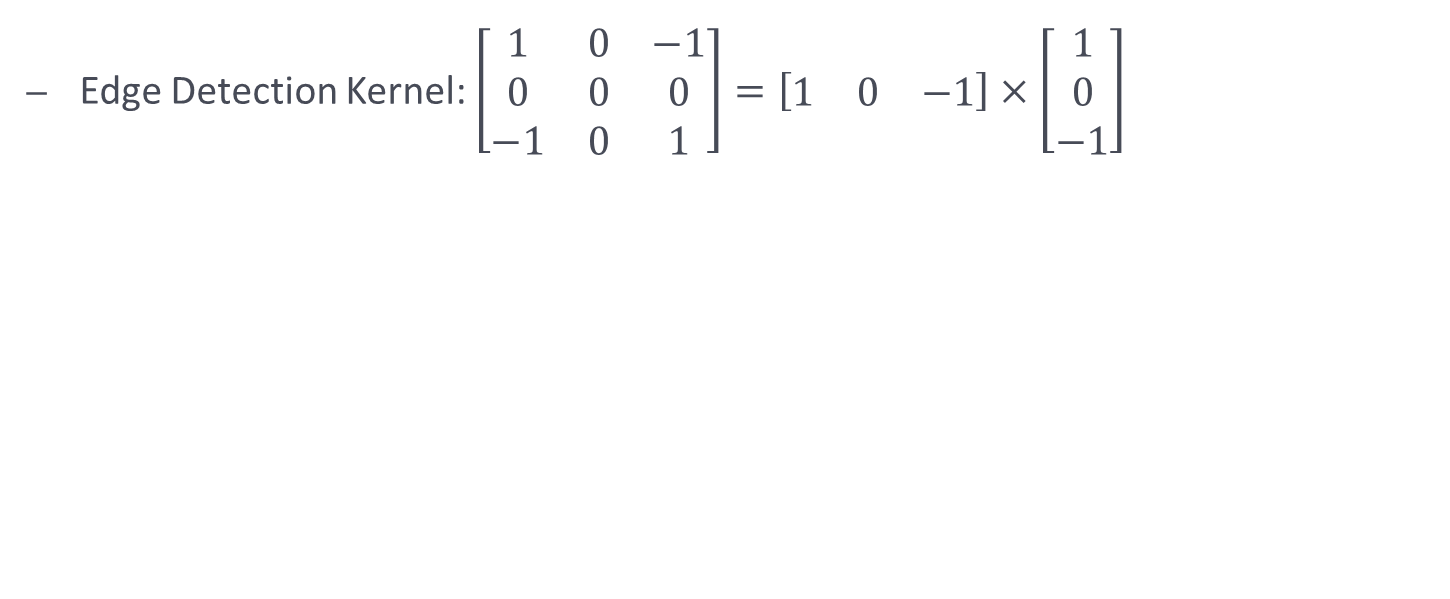 – Edge Detection Kernel: [1 0 −1; 0 0 0; −1 0 1] = [1 0 −1] × [1; 0; −1]